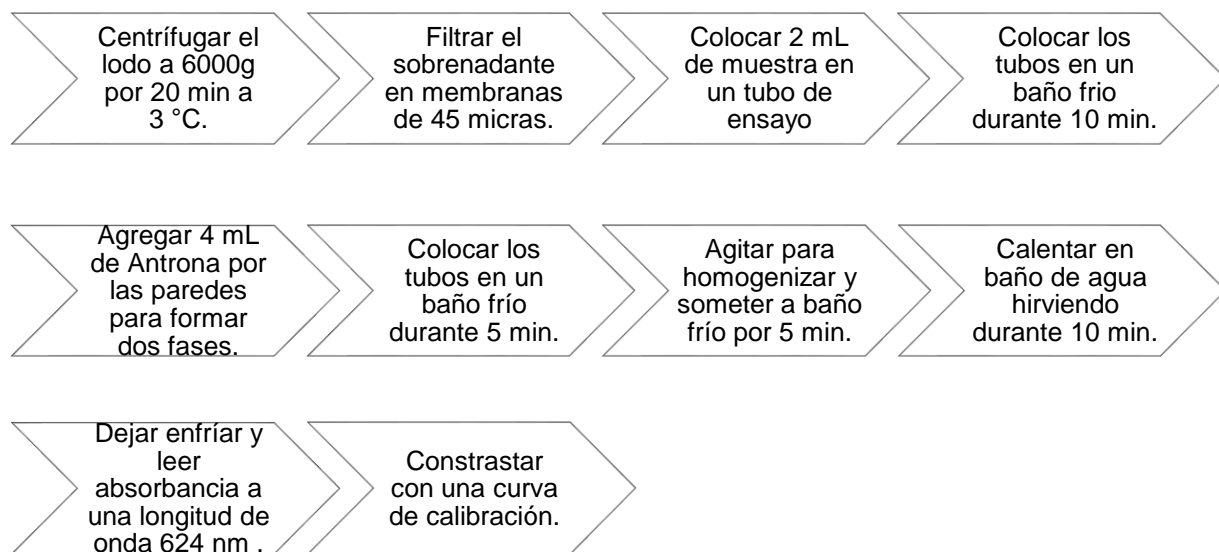 Centrífugar el
lodo a 6000g
por 20 min a
3 °C.
Filtrar el
sobrenadante
en membranas
de 45 micras.
Colocar 2 mL
de muestra en
un tubo de
ensayo
Colocar los
tubos en un
baño frio
durante 10 min.
Agregar 4 mL
de Antrona por
las paredes
para formar
dos fases.
Colocar los
tubos en un
baño frío
durante 5 min.
Agitar para
homogenizar y
someter a baño
frío por 5 min.
Calentar en
baño de agua
hirviendo
durante 10 min.
Dejar enfríar y
leer
absorbancia a
una longitud de
onda 624 nm .
Constrastar
con una curva
de calibración.